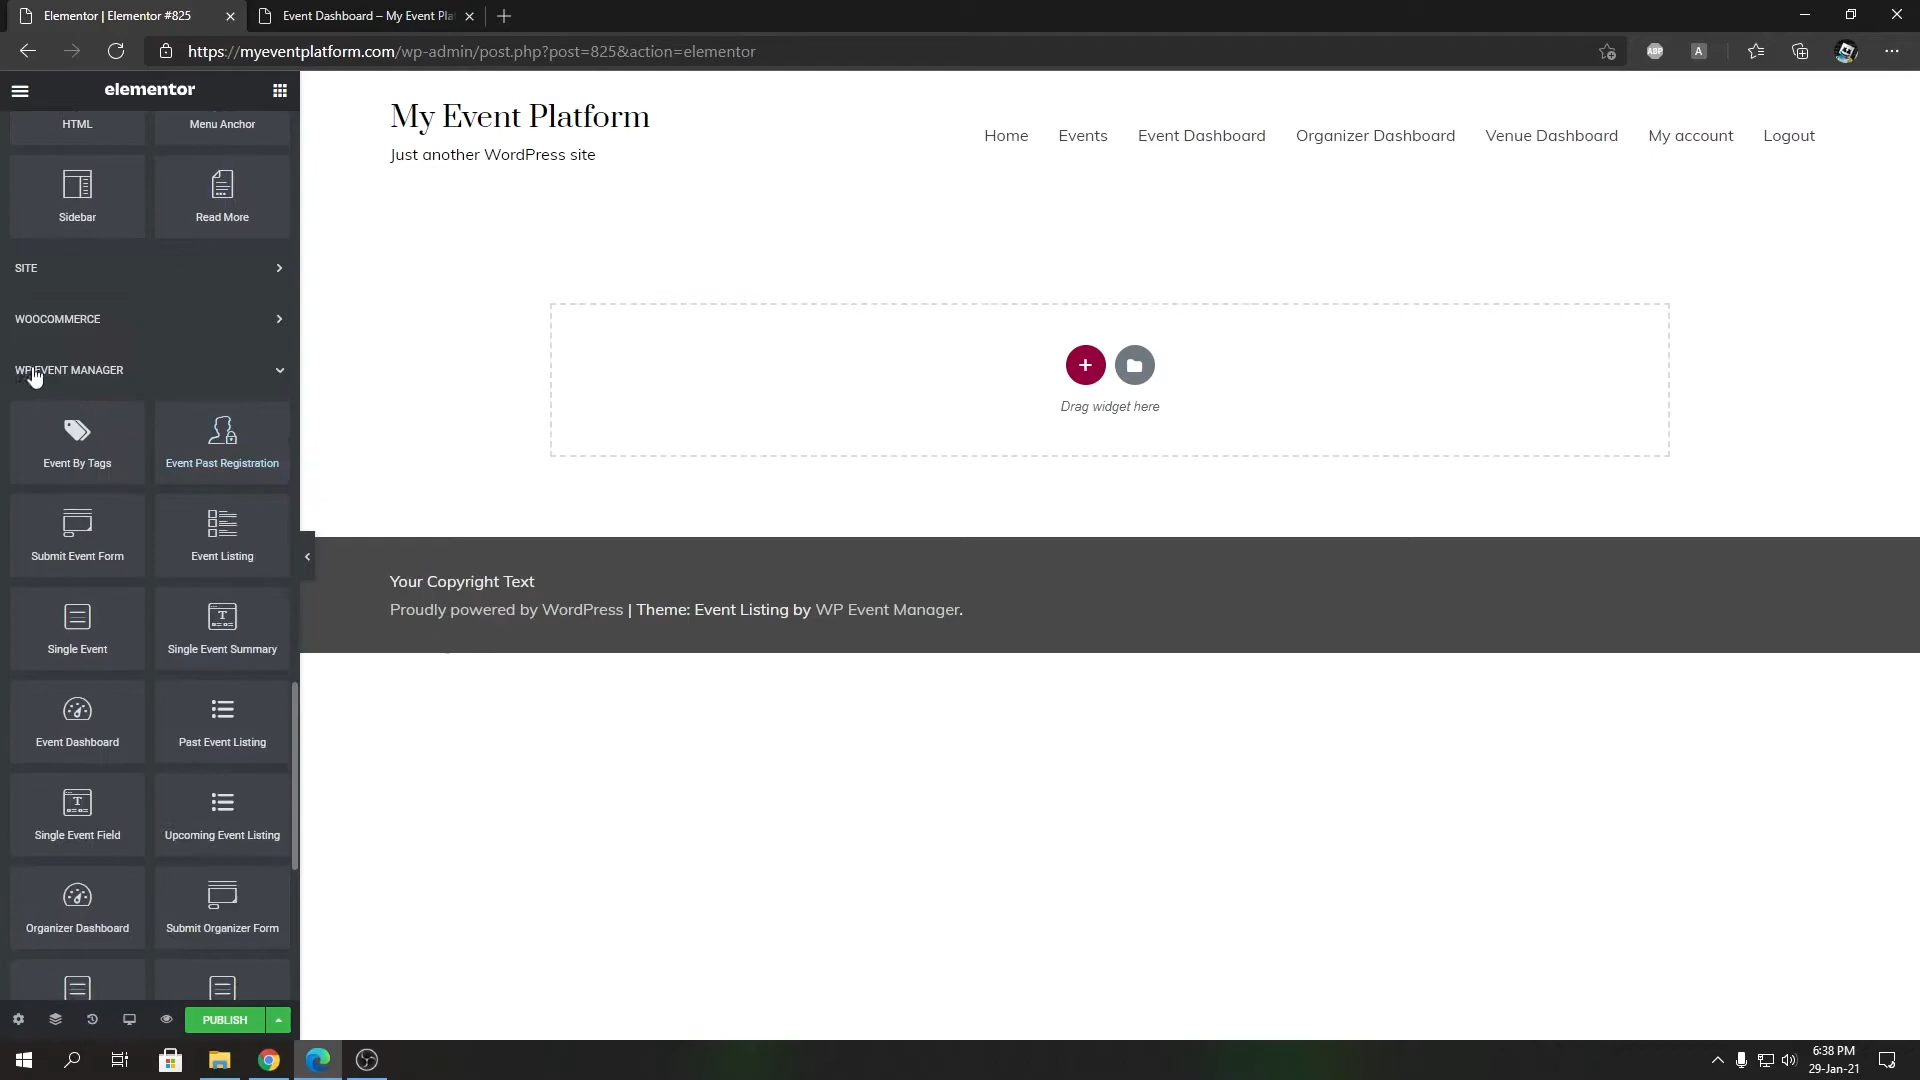 Elementor | Elementor #825
Event Dashboard – My Event Pla
https://myeventplatform.com/wp-admin/post.php?post=825&action=elementor
ABP
A
elementor
HTML
Menu Anchor
Sidebar
Read More
SITE
WOOCOMMERCE
WP EVENT MANAGER
Event By Tags
Event Past Registration
Submit Event Form
Event Listing
Single Event
Single Event Summary
Event Dashboard
Past Event Listing
Single Event Field
Upcoming Event Listing
Organizer Dashboard
Submit Organizer Form
PUBLISH
My Event Platform
Just another WordPress site
Home
Events
Event Dashboard
Organizer Dashboard
Venue Dashboard
My account
Logout
Drag widget here
Your Copyright Text
Proudly powered by WordPress | Theme: Event Listing by WP Event Manager.
6:38 PM
29-Jan-21